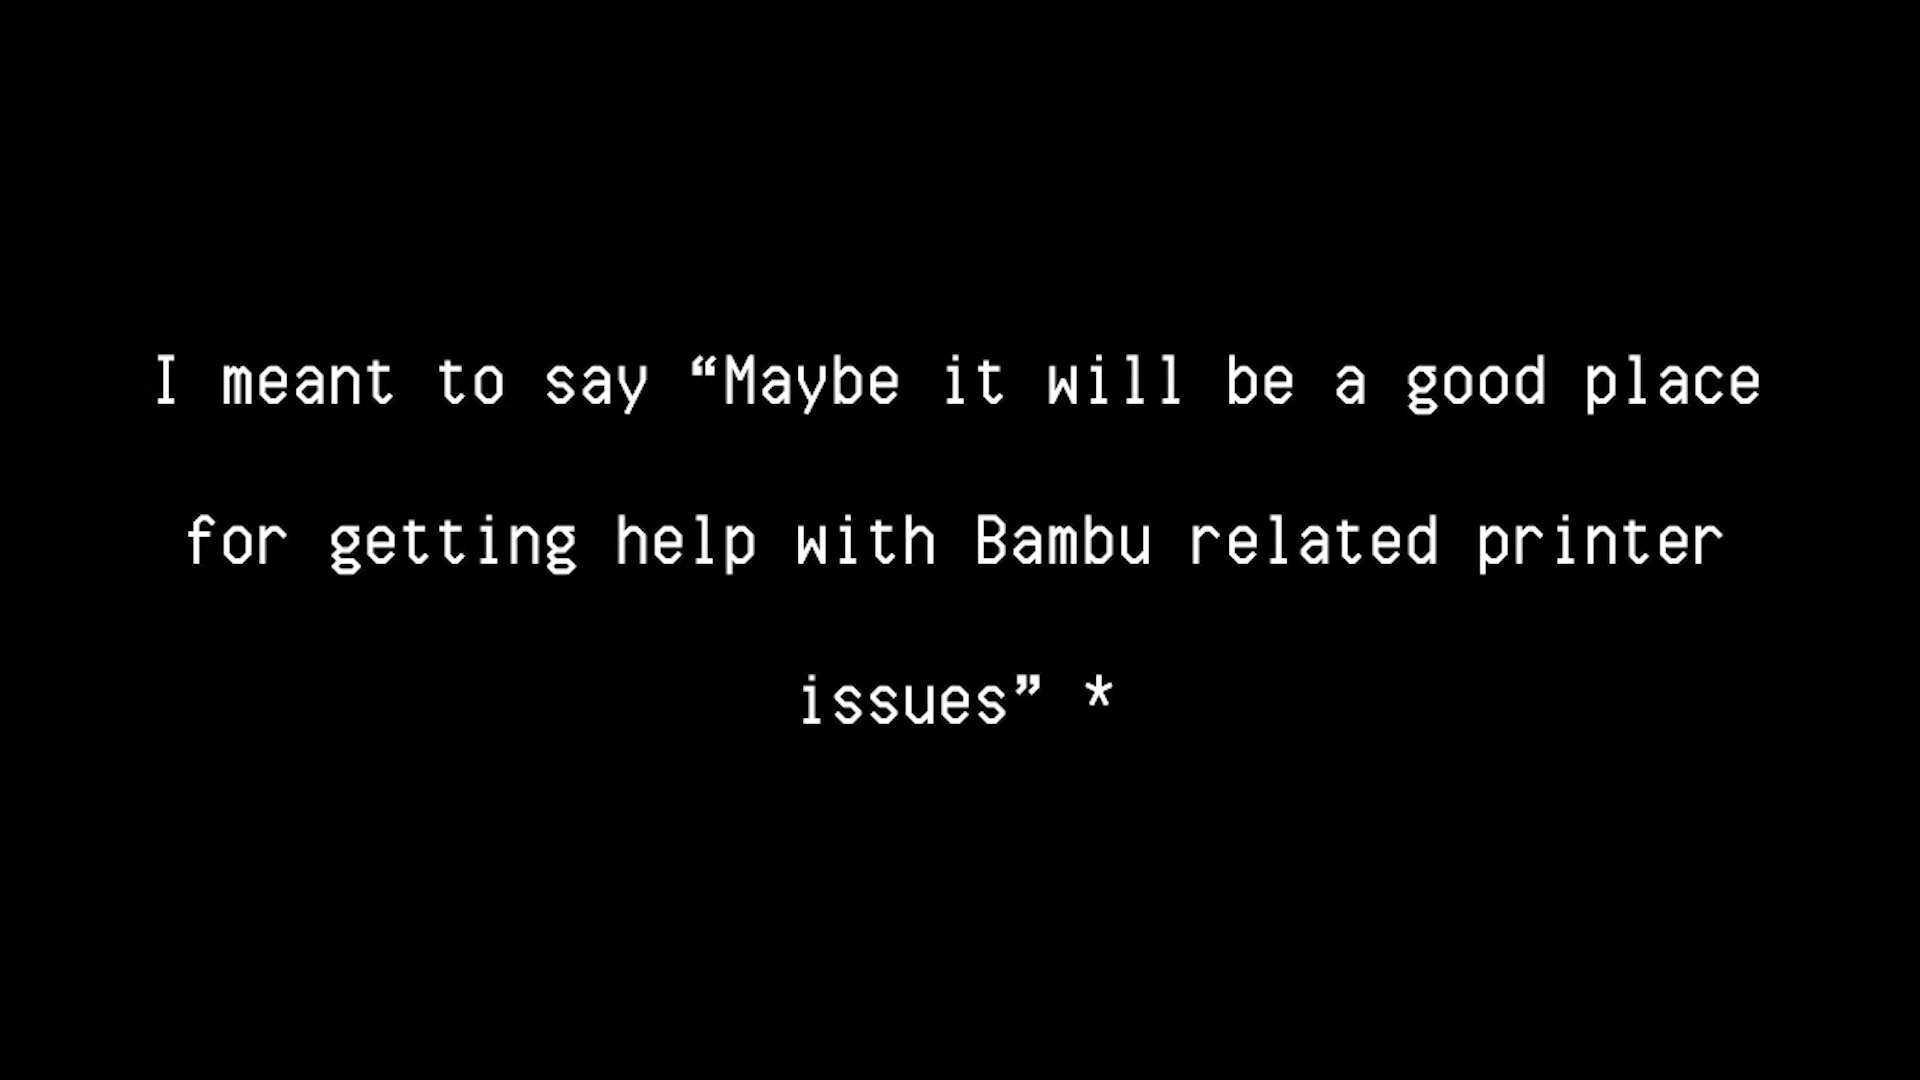 I meant to say “Maybe it will be a good place
for getting help with Bambu related printer
issues” *